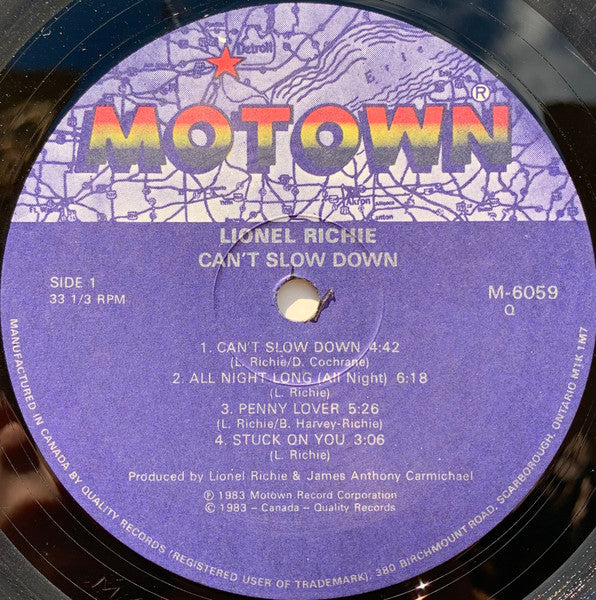 Detroit
Erie
MOTOWN®
Akron
LIONEL RICHIE
CAN'T SLOW DOWN
SIDE 1
33 1/3 RPM
M-6059
Q
1. CAN'T SLOW DOWN 4:42
(L. Richie/D. Cochrane)
2. ALL NIGHT LONG (All Night) 6:18
(L. Richie)
3. PENNY LOVER 5:26
(L. Richie/B. Harvey-Richie)
4. STUCK ON YOU 3:06
(L. Richie)
Produced by Lionel Richie & James Anthony Carmichael
℗ 1983 Motown Record Corporation
© 1983 – Canada – Quality Records
MANUFACTURED IN CANADA BY QUALITY RECORDS (REGISTERED USER OF TRADEMARK). 380 BIRCHMOUNT ROAD, SCARBOROUGH, ONTARIO M1K 1M7